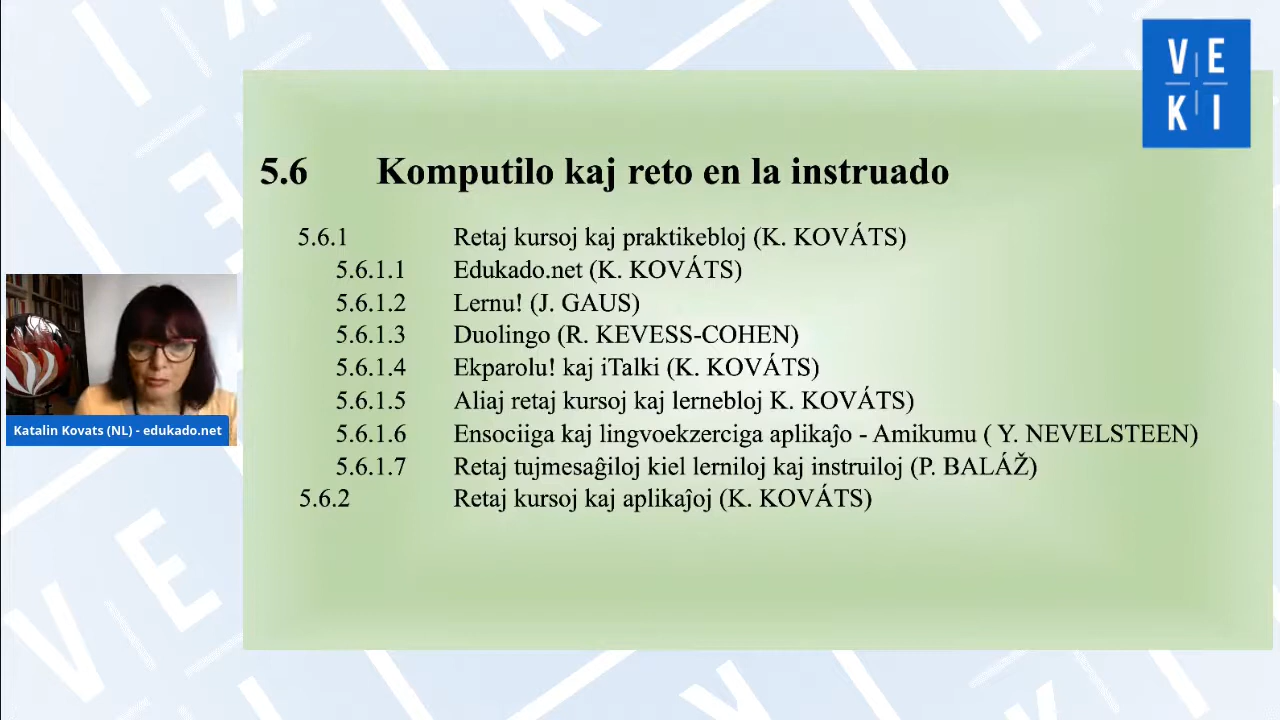 VE
KI
5.6 Komputilo kaj reto en la instruado
5.6.1 Retaj kursoj kaj praktikebloj (K. KOVÁTS)
5.6.1.1 Edukado.net (K. KOVÁTS)
5.6.1.2 Lernu! (J. GAUS)
5.6.1.3 Duolingo (R. KEVESS-COHEN)
5.6.1.4 Ekparolu! kaj iTalki (K. KOVÁTS)
5.6.1.5 Aliaj retaj kursoj kaj lernebloj K. KOVÁTS)
5.6.1.6 Ensociiga kaj lingvoekzerciga aplikaĵo - Amikumu ( Y. NEVELSTEEN)
5.6.1.7 Retaj tujmesaĝiloj kiel lerniloj kaj instruiloj (P. BALÁŽ)
5.6.2 Retaj kursoj kaj aplikaĵoj (K. KOVÁTS)
Katalin Kovats (NL) - edukado.net